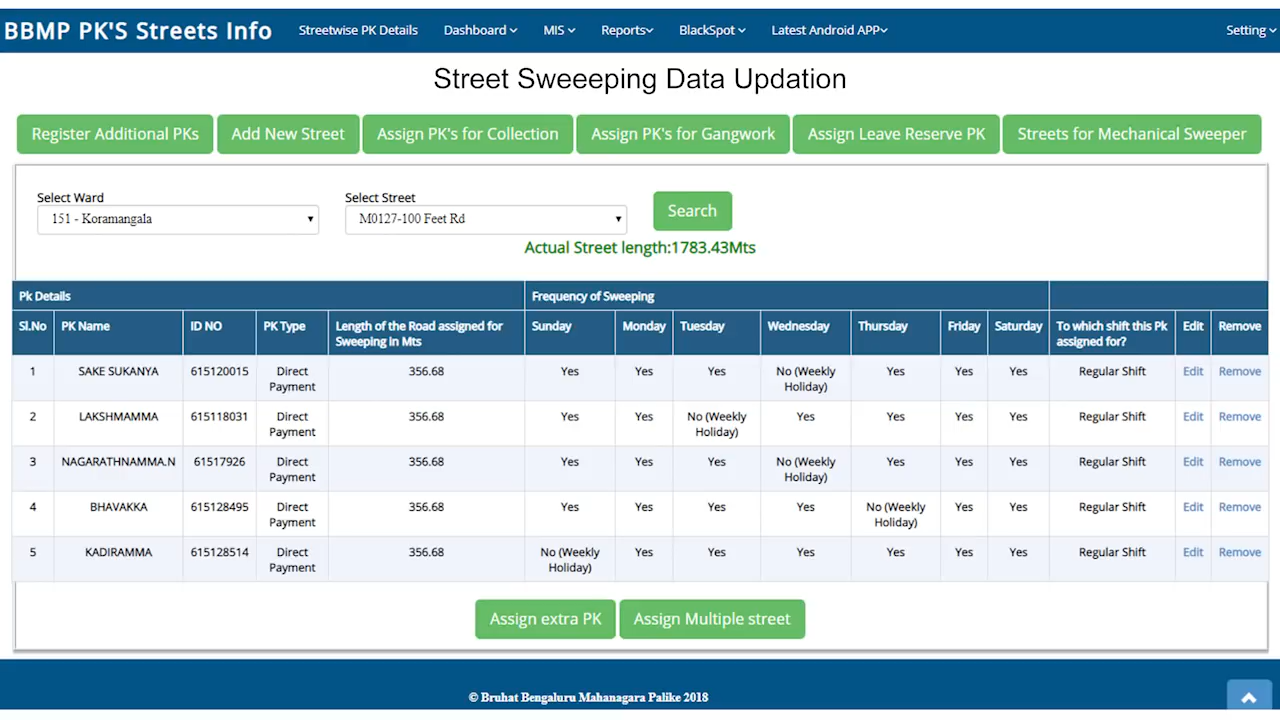 BBMP PK'S Streets Info Streetwise PK Details Dashboard MIS Reports BlackSpot Latest Android APP Setting
Street Sweeeping Data Updation
Register Additional PKs Add New Street Assign PK's for Collection Assign PK's for Gangwork Assign Leave Reserve PK Streets for Mechanical Sweeper
Select Ward Select Street
151 - Koramangala M0127-100 Feet Rd Search
Actual Street length:1783.43Mts
Pk Details Frequency of Sweeping
Sl.No PK Name ID NO PK Type Length of the Road assigned for Sunday Monday Tuesday Wednesday Thursday Friday Saturday To which shift this Pk Edit Remove
Sweeping in Mts assigned for?
1 SAKE SUKANYA 615120015 Direct 356.68 Yes Yes Yes No (Weekly Yes Yes Yes Regular Shift Edit Remove
Payment Holiday)
2 LAKSHMAMMA 615118031 Direct 356.68 Yes Yes No (Weekly Yes Yes Yes Yes Regular Shift Edit Remove
Payment Holiday)
3 NAGARATHNAMMA.N 61517926 Direct 356.68 Yes Yes Yes No (Weekly Yes Yes Yes Regular Shift Edit Remove
Payment Holiday)
4 BHAVAKKA 615128495 Direct 356.68 Yes Yes Yes Yes No (Weekly Yes Yes Regular Shift Edit Remove
Payment Holiday)
5 KADIRAMMA 615128514 Direct 356.68 No (Weekly Yes Yes Yes Yes Yes Yes Regular Shift Edit Remove
Payment Holiday)
Assign extra PK Assign Multiple street
© Bruhat Bengaluru Mahanagara Palike 2018